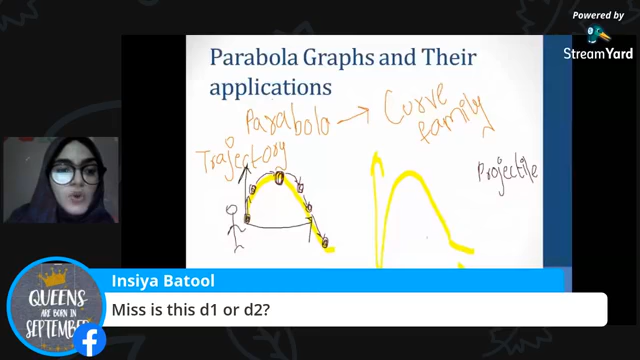 Powered by
StreamYard
Parabola Graphs and Their
applications
Parabola → Curve
family
Trajectory
Projectile
QUEENS
ARE BORN IN
SEPTEMBER
Insiya Batool
Miss is this d1 or d2?